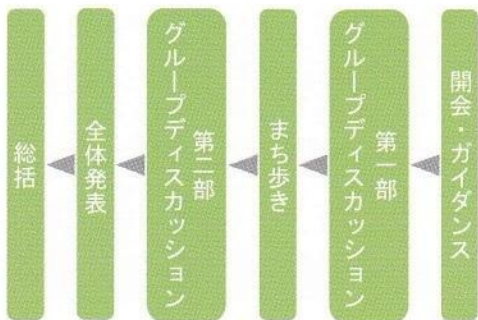 開会・ガイダンス
第一部
グループディスカッション
まち歩き
第二部
グループディスカッション
全体発表
総括